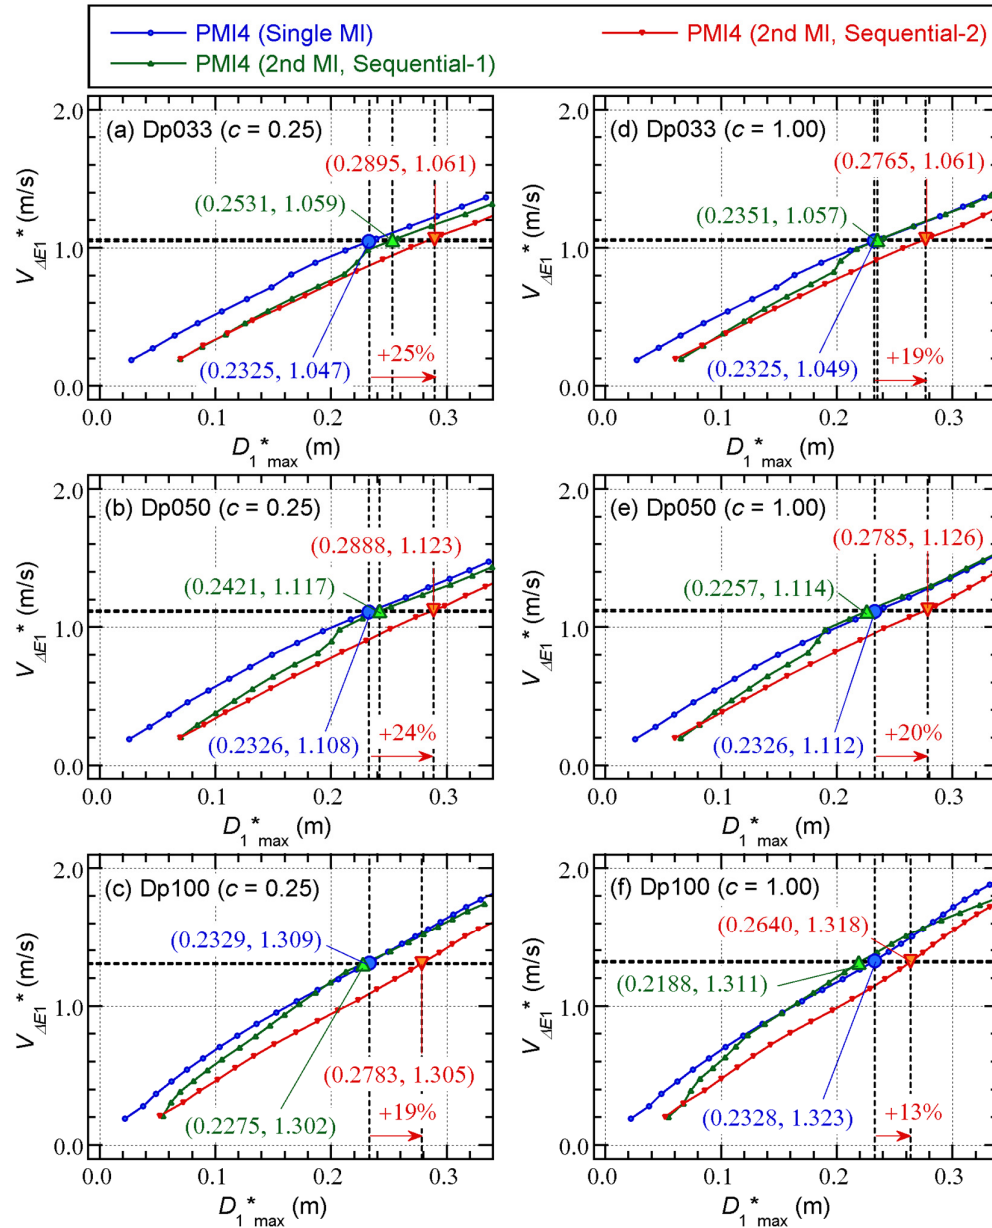 PMI4 (Single MI)
PMI4 (2nd MI, Sequential-2)
PMI4 (2nd MI, Sequential-1)
(a) Dp033 (c = 0.25)
2.0
1.0
0.0
V_ΔE1* (m/s)
(0.2895, 1.061)
(0.2531, 1.059)
(0.2325, 1.047)
+25%
0.0 0.1 0.2 0.3
D_1*_max (m)
(d) Dp033 (c = 1.00)
2.0
1.0
0.0
V_ΔE1* (m/s)
(0.2765, 1.061)
(0.2351, 1.057)
(0.2325, 1.049)
+19%
0.0 0.1 0.2 0.3
D_1*_max (m)
(b) Dp050 (c = 0.25)
2.0
1.0
0.0
V_ΔE1* (m/s)
(0.2888, 1.123)
(0.2421, 1.117)
(0.2326, 1.108)
+24%
0.0 0.1 0.2 0.3
D_1*_max (m)
(e) Dp050 (c = 1.00)
2.0
1.0
0.0
V_ΔE1* (m/s)
(0.2785, 1.126)
(0.2257, 1.114)
(0.2326, 1.112)
+20%
0.0 0.1 0.2 0.3
D_1*_max (m)
(c) Dp100 (c = 0.25)
2.0
1.0
0.0
V_ΔE1* (m/s)
(0.2329, 1.309)
(0.2783, 1.305)
(0.2275, 1.302)
+19%
0.0 0.1 0.2 0.3
D_1*_max (m)
(f) Dp100 (c = 1.00)
2.0
1.0
0.0
V_ΔE1* (m/s)
(0.2640, 1.318)
(0.2188, 1.311)
(0.2328, 1.323)
+13%
0.0 0.1 0.2 0.3
D_1*_max (m)